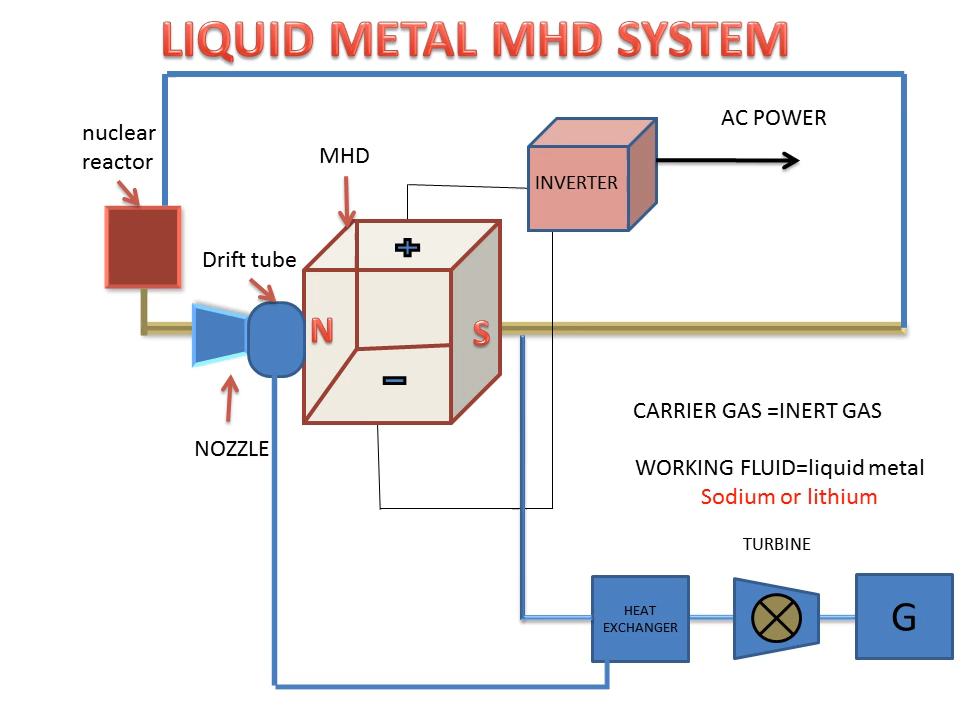 LIQUID METAL MHD SYSTEM
nuclear
reactor
MHD
INVERTER
AC POWER
Drift tube
+
N
S
-
NOZZLE
CARRIER GAS =INERT GAS
WORKING FLUID=liquid metal
Sodium or lithium
TURBINE
HEAT
EXCHANGER
G